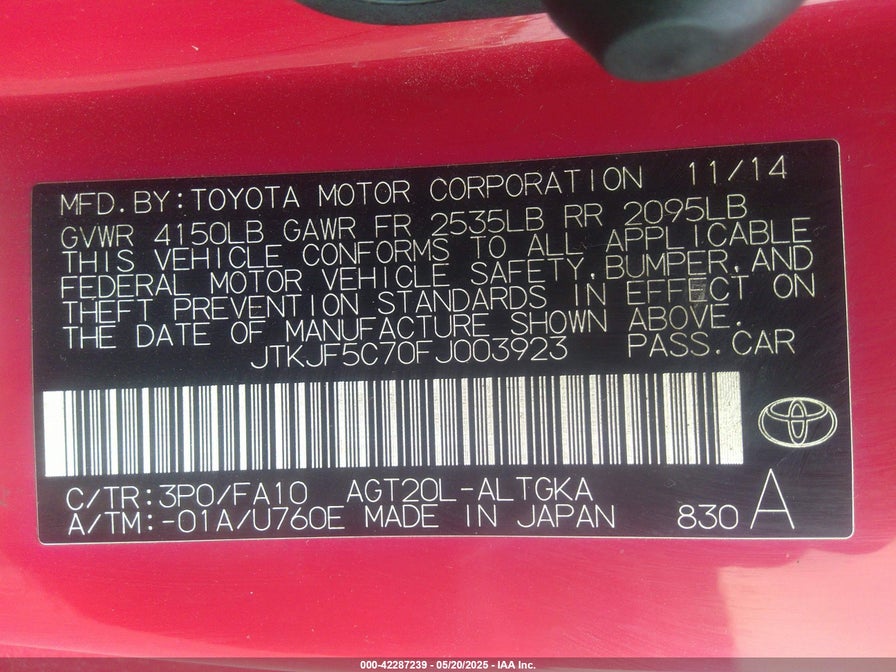 MFD.BY:TOYOTA MOTOR CORPORATION 11/14
GVWR 4150LB GAWR FR 2535LB RR 2095LB
THIS VEHICLE CONFORMS TO ALL APPLICABLE
FEDERAL MOTOR VEHICLE SAFETY,BUMPER,AND
THEFT PREVENTION STANDARDS IN EFFECT ON
THE DATE OF MANUFACTURE SHOWN ABOVE.
JTKJF5C70FJ003923 PASS.CAR
C/TR:3P0/FA10 AGT20L-ALTGKA
A/TM:-01A/U760E MADE IN JAPAN 830 A
000-42287239 - 05/20/2025 - IAA Inc.